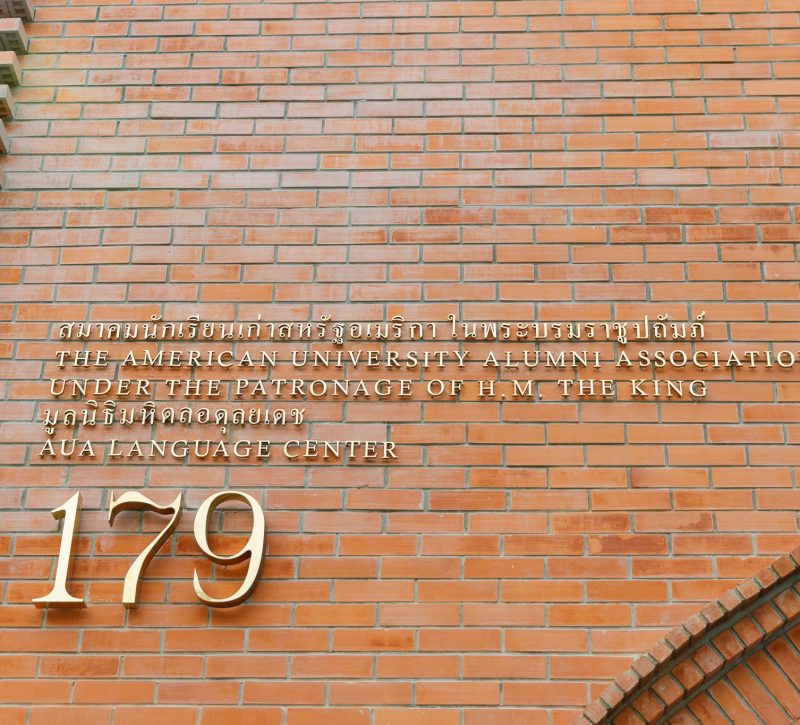 สมาคมนักเรียนเก่าสหรัฐอเมริกา ในพระบรมราชูปถัมภ์
THE AMERICAN UNIVERSITY ALUMNI ASSOCIATIO
UNDER THE PATRONAGE OF H.M. THE KING
มูลนิธิมหิดลอดุลยเดช
AUA LANGUAGE CENTER
179